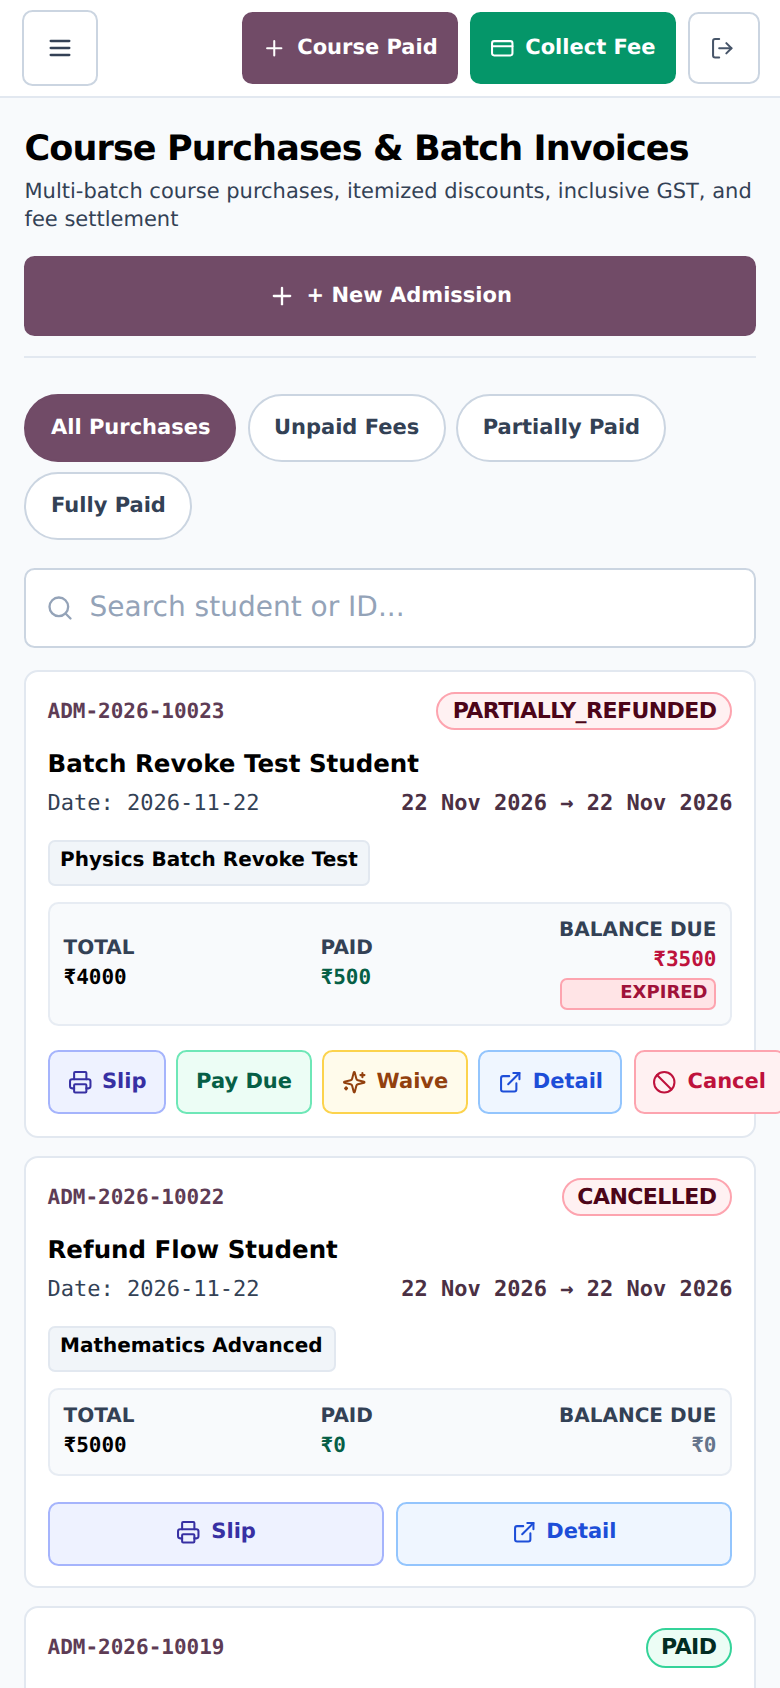 Course Paid
Collect Fee
Course Purchases & Batch Invoices
Multi-batch course purchases, itemized discounts, inclusive GST, and
fee settlement
+ New Admission
All Purchases
Unpaid Fees
Partially Paid
Fully Paid
Search student or ID...
ADM-2026-10023
PARTIALLY_REFUNDED
Batch Revoke Test Student
Date: 2026-11-22
22 Nov 2026 → 22 Nov 2026
Physics Batch Revoke Test
TOTAL
₹4000
PAID
₹500
BALANCE DUE
₹3500
EXPIRED
Slip
Pay Due
Waive
Detail
Cancel
ADM-2026-10022
CANCELLED
Refund Flow Student
Date: 2026-11-22
22 Nov 2026 → 22 Nov 2026
Mathematics Advanced
TOTAL
₹5000
PAID
₹0
BALANCE DUE
₹0
Slip
Detail
ADM-2026-10019
PAID